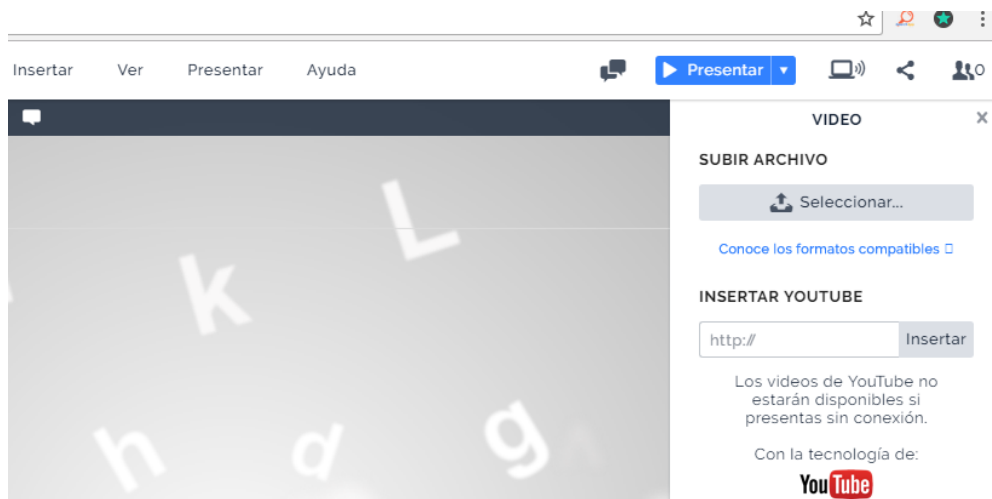 Insertar Ver Presentar Ayuda Presentar 0
VIDEO
SUBIR ARCHIVO
Seleccionar...
Conoce los formatos compatibles
INSERTAR YOUTUBE
http:// Insertar
Los videos de YouTube no
estarán disponibles si
presentas sin conexión.
Con la tecnología de:
YouTube
L
k
h d g